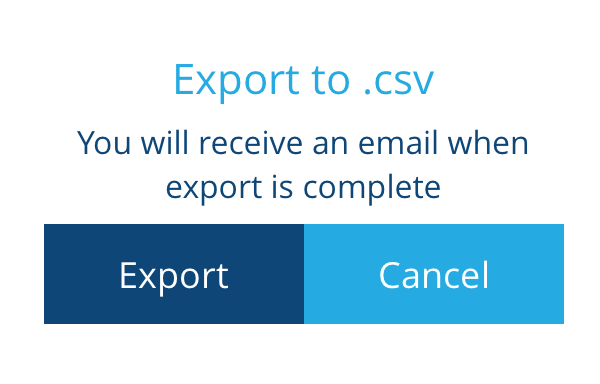 Export to .csv
You will receive an email when
export is complete
Export
Cancel